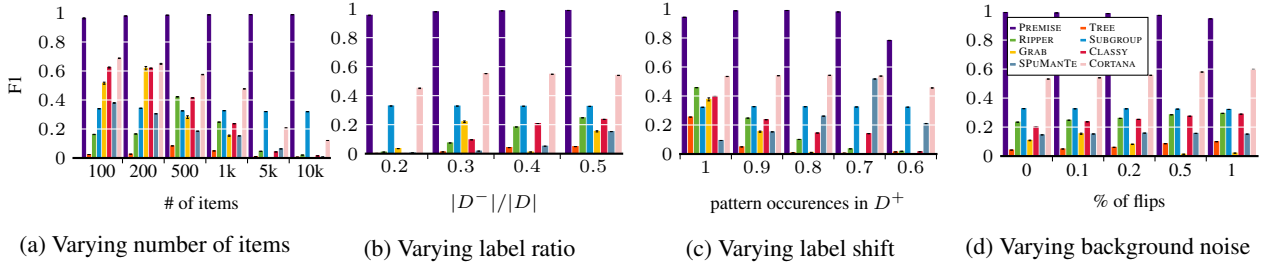 F1
1
0.8
0.6
0.4
0.2
0
100 200 500 1k 5k 10k
# of items
(a) Varying number of items
1
0.8
0.6
0.4
0.2
0
0.2 0.3 0.4 0.5
|D⁻|/|D|
(b) Varying label ratio
1
0.8
0.6
0.4
0.2
0
1 0.9 0.8 0.7 0.6
pattern occurences in D⁺
(c) Varying label shift
1
0.8
0.6
0.4
0.2
0
PREMISE TREE
RIPPER SUBGROUP
GRAB CLASSY
SPUMANTE CORTANA
0 0.1 0.2 0.5 1
% of flips
(d) Varying background noise